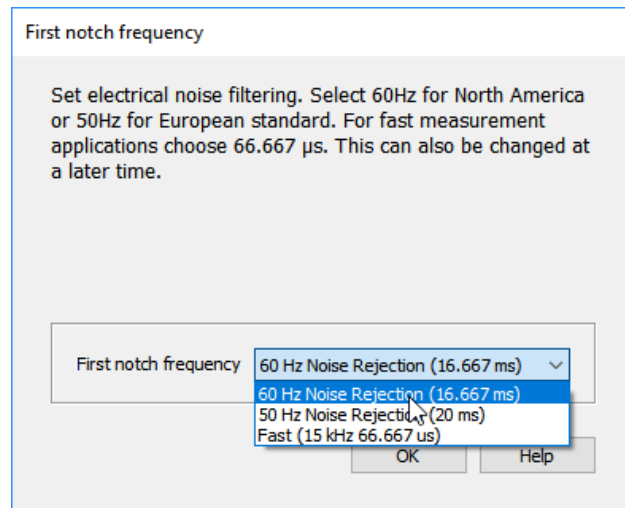 First notch frequency
Set electrical noise filtering. Select 60Hz for North America
or 50Hz for European standard. For fast measurement
applications choose 66.667 µs. This can also be changed at
a later time.
First notch frequency 60 Hz Noise Rejection (16.667 ms)
60 Hz Noise Rejection (16.667 ms)
50 Hz Noise Rejection (20 ms)
Fast (15 kHz 66.667 us)
OK Help